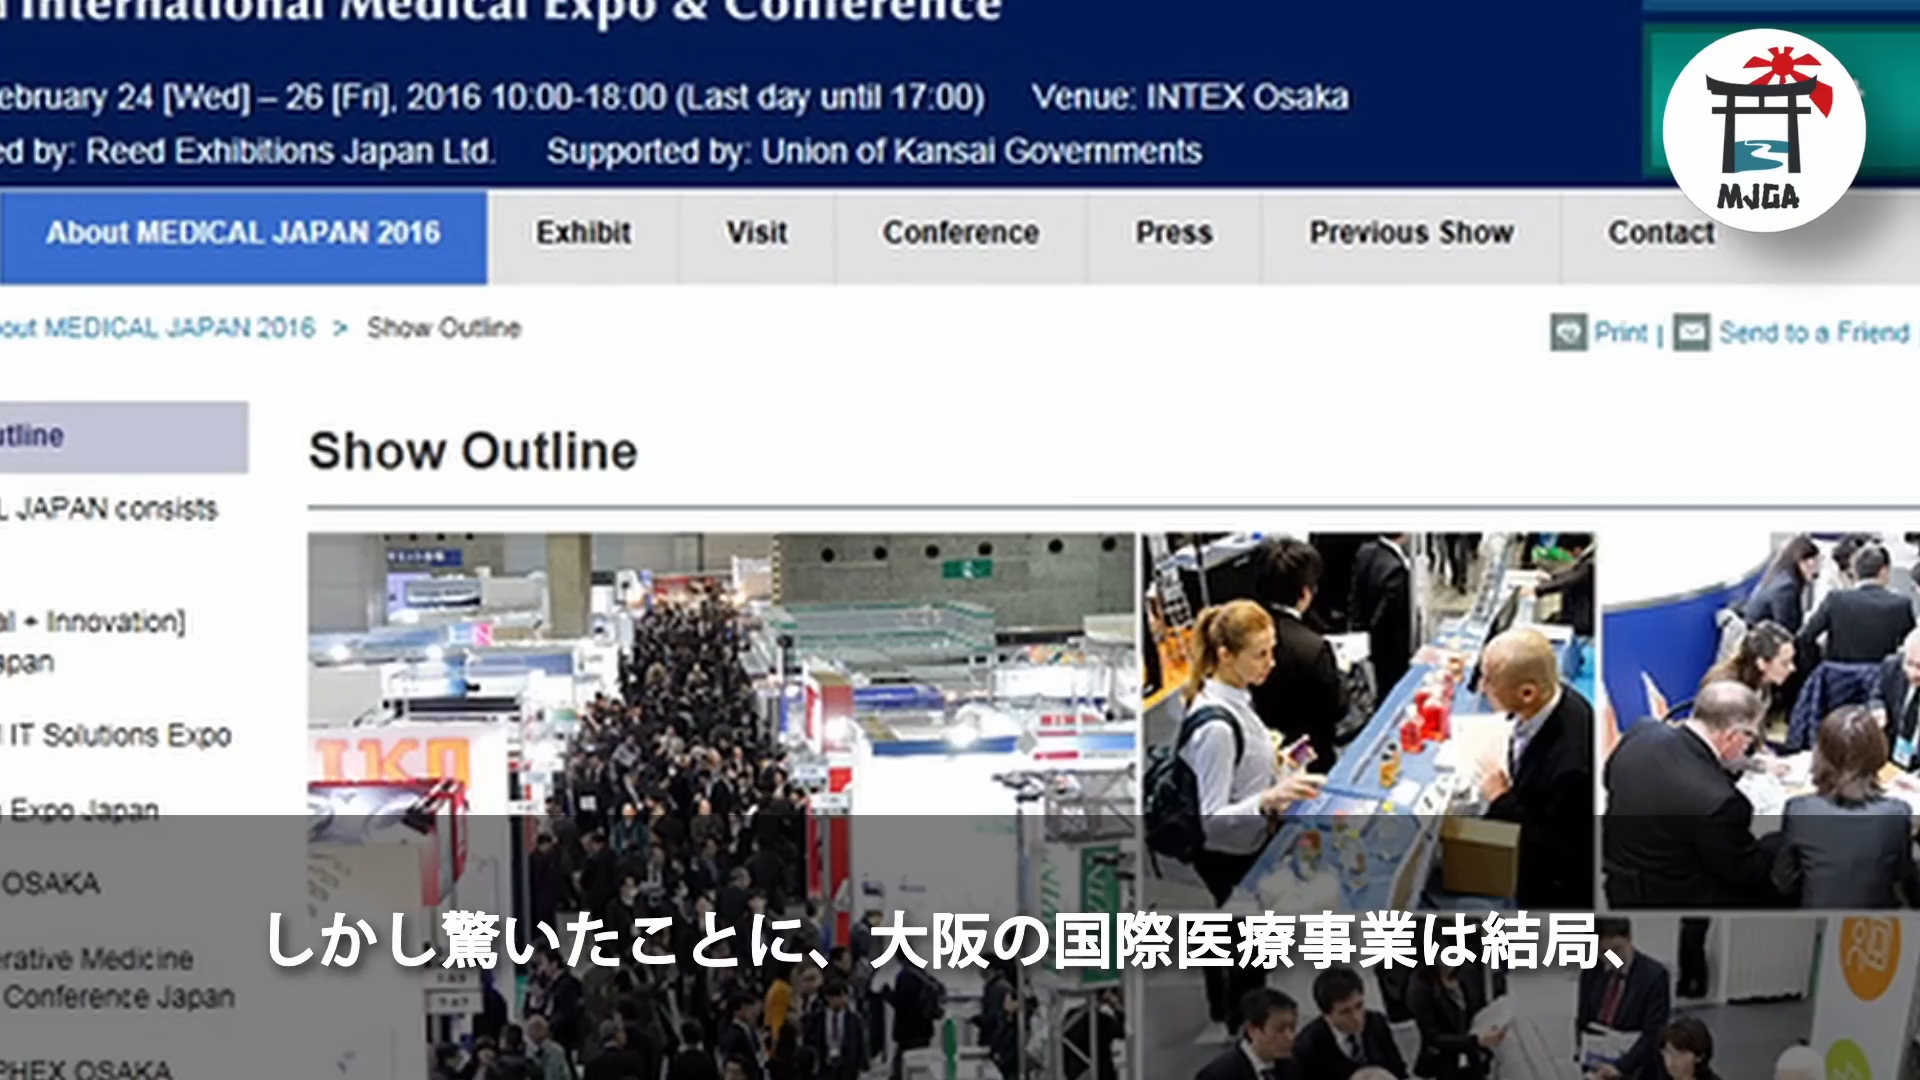 International Medical Expo & Conference
ebruary 24 [Wed] – 26 [Fri], 2016 10:00-18:00 (Last day until 17:00) Venue: INTEX Osaka
ed by: Reed Exhibitions Japan Ltd. Supported by: Union of Kansai Governments
MJGA
About MEDICAL JAPAN 2016 Exhibit Visit Conference Press Previous Show Contact
out MEDICAL JAPAN 2016 > Show Outline
Print | Send to a Friend
utline
Show Outline
L JAPAN consists
al + Innovation]
apan
l IT Solutions Expo
g Expo Japan
OSAKA
erative Medicine
Conference Japan
PHEX OSAKA
しかし驚いたことに、大阪の国際医療事業は結局、